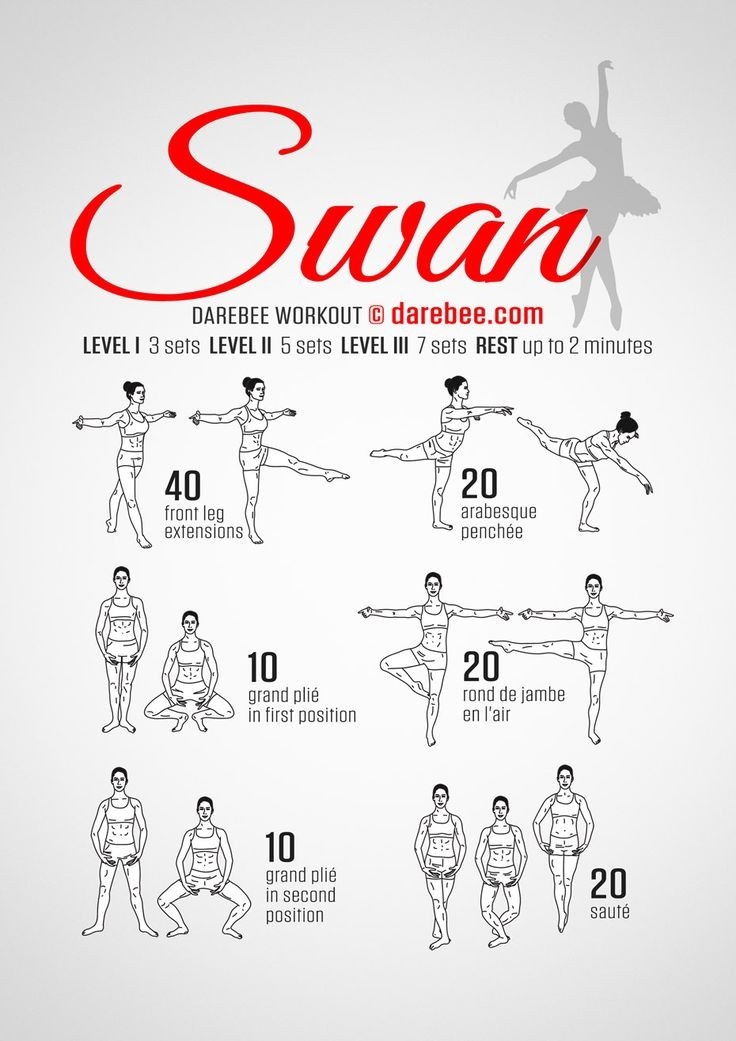 Swan
DAREBEE WORKOUT © darebee.com
LEVEL I 3 sets LEVEL II 5 sets LEVEL III 7 sets REST up to 2 minutes
40
front leg
extensions
20
arabesque
penchée
10
grand plié
in first position
20
rond de jambe
en l'air
10
grand plié
in second
position
20
sauté